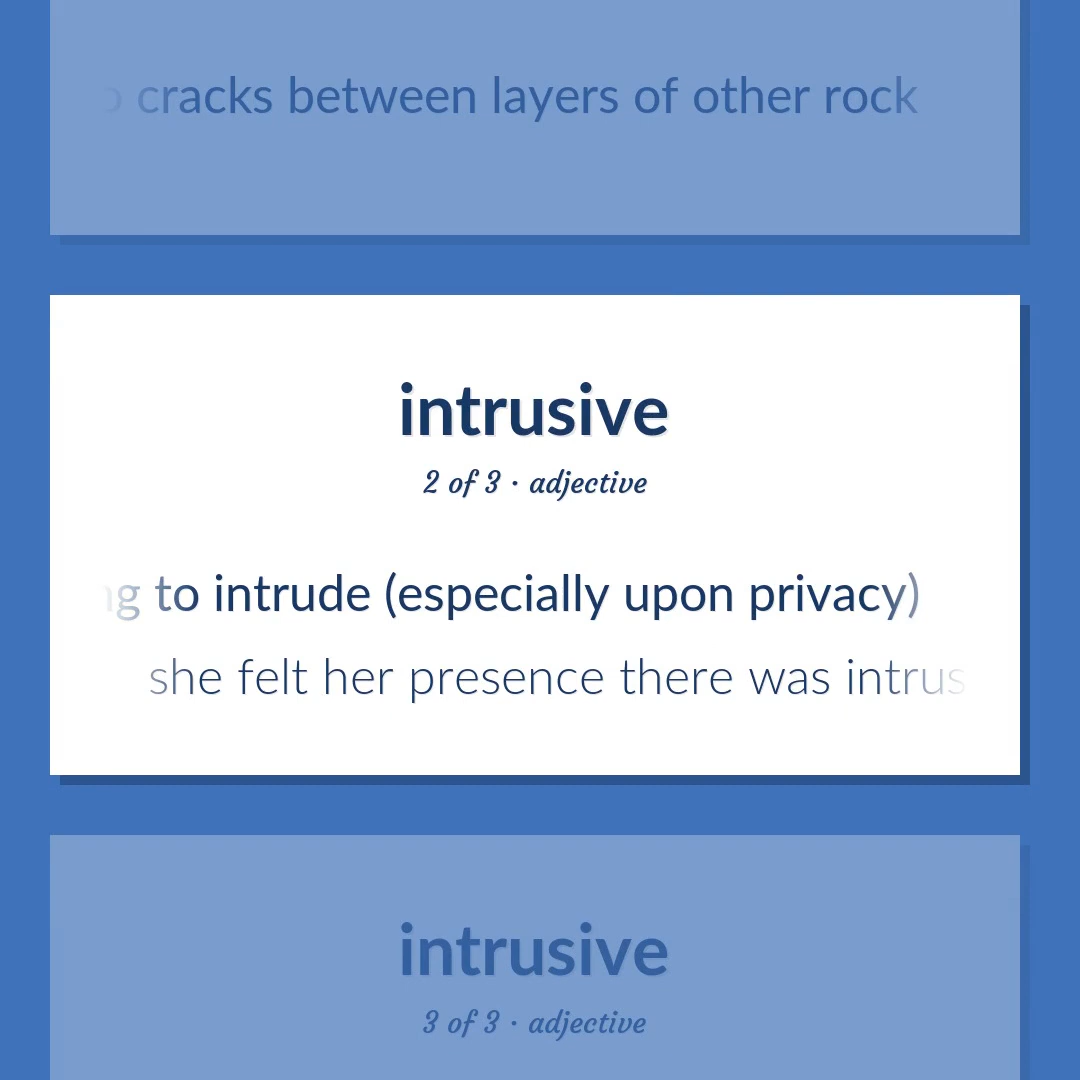 cracks between layers of other rock
intrusive
2 of 3 · adjective
to intrude (especially upon privacy)
she felt her presence there was intrus
intrusive
3 of 3 · adjective